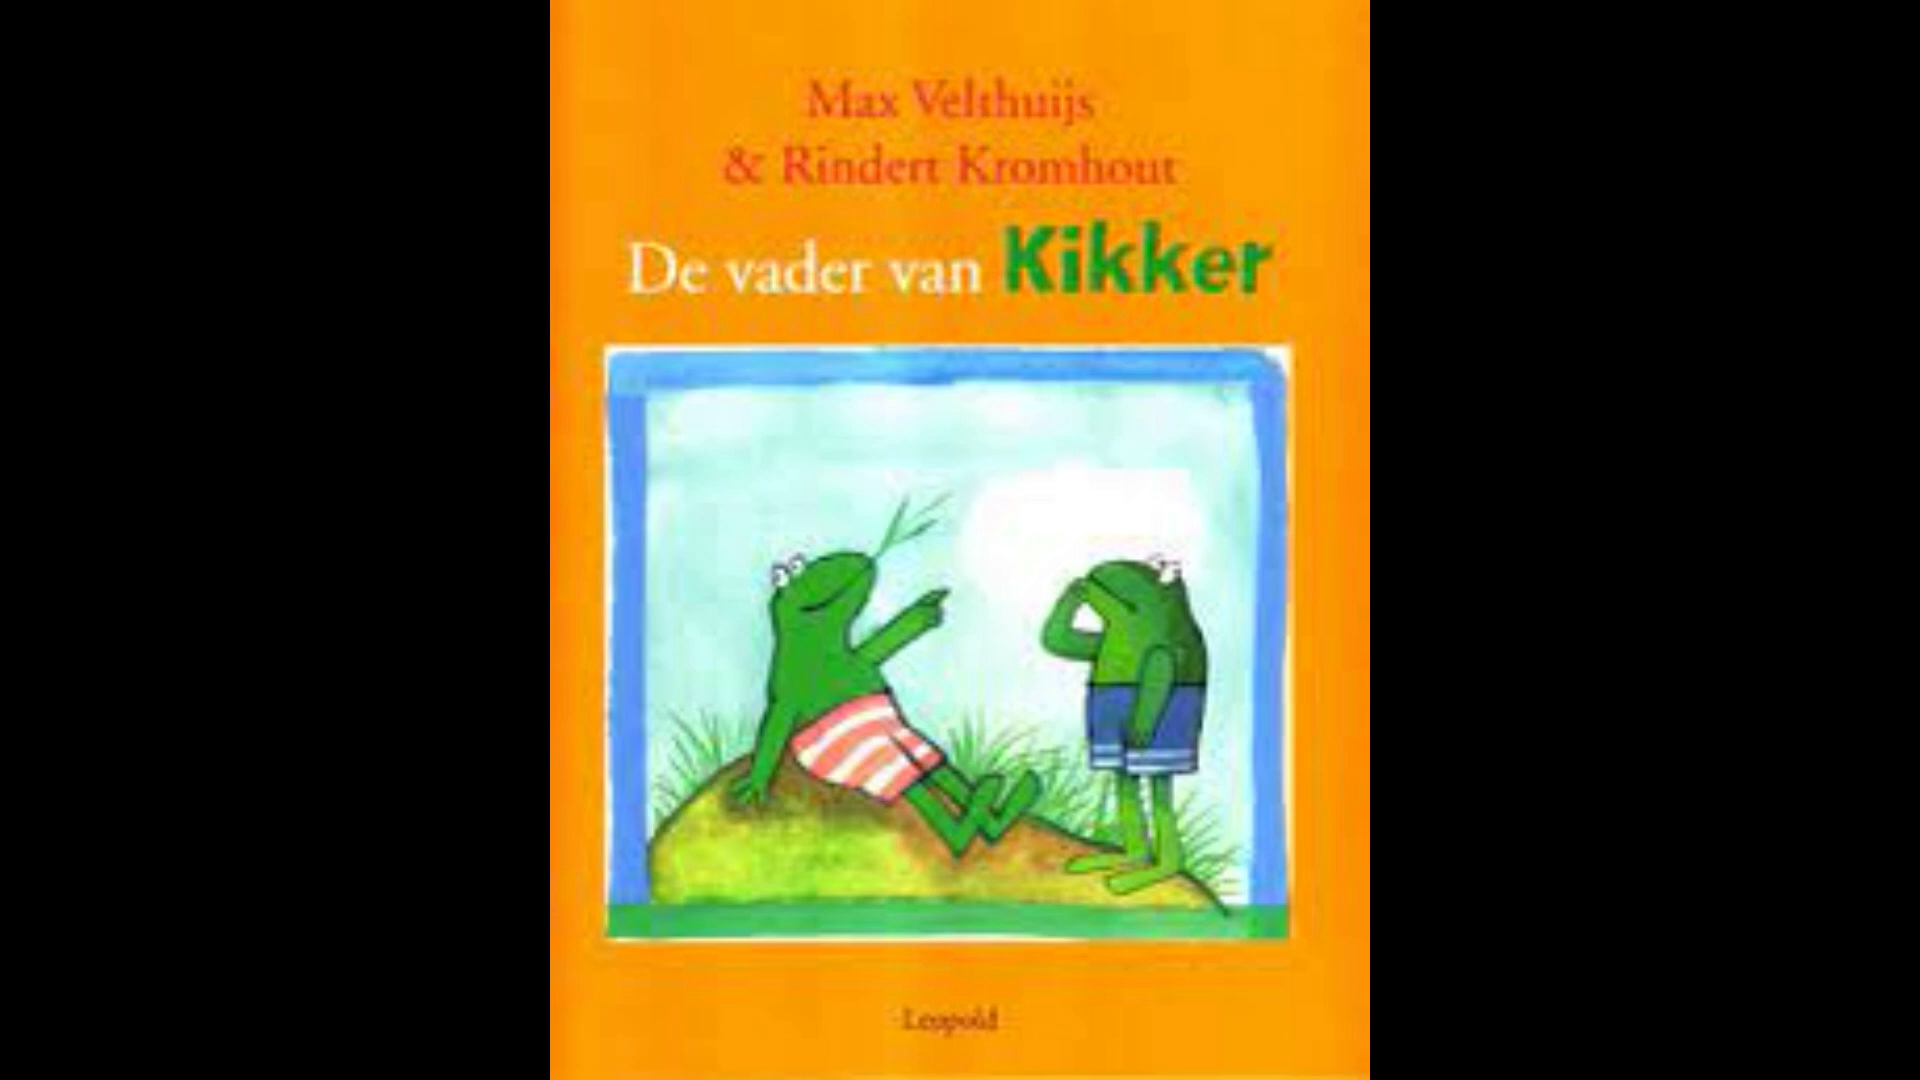 Max Velthuijs
& Rindert Kromhout
De vader van Kikker
Leopold